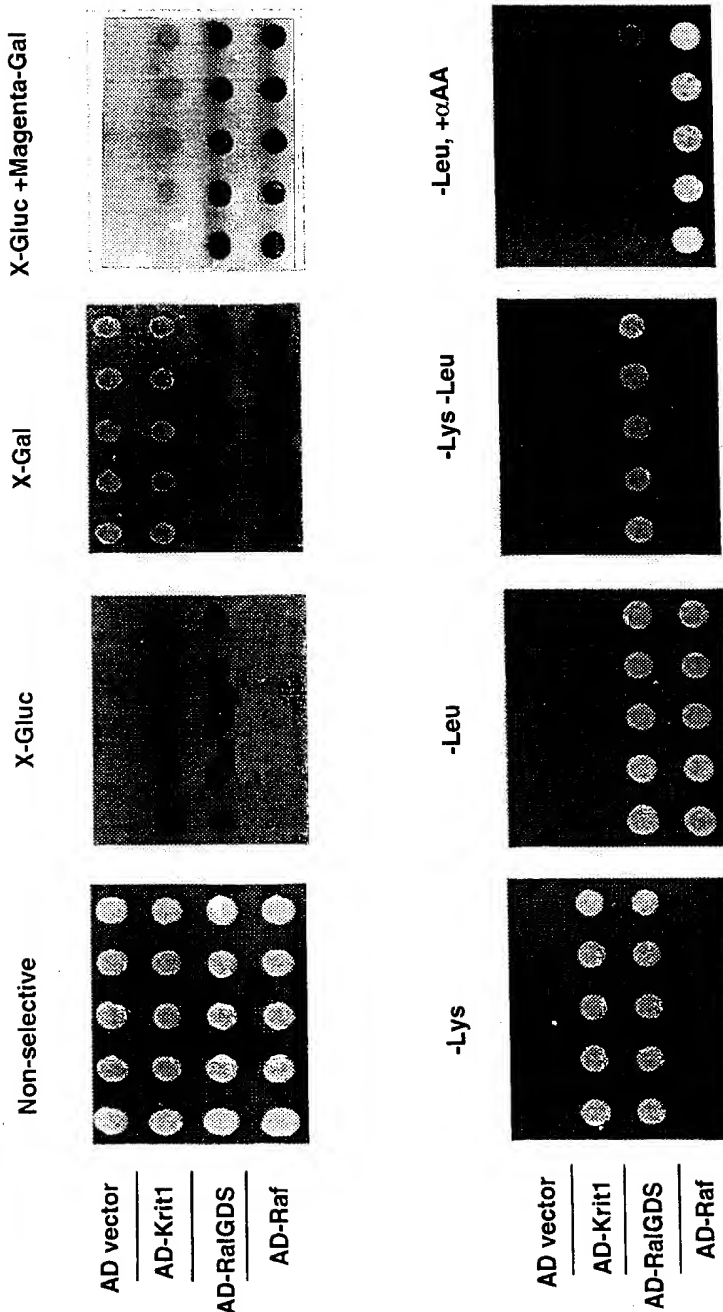 Non-selective
X-Gluc
X-Gal
X-Gluc +Magenta-Gal
AD vector
AD-Krit1
AD-RalGDS
AD-Raf
-Lys
-Leu
-Lys -Leu
-Leu, +αAA
AD vector
AD-Krit1
AD-RalGDS
AD-Raf